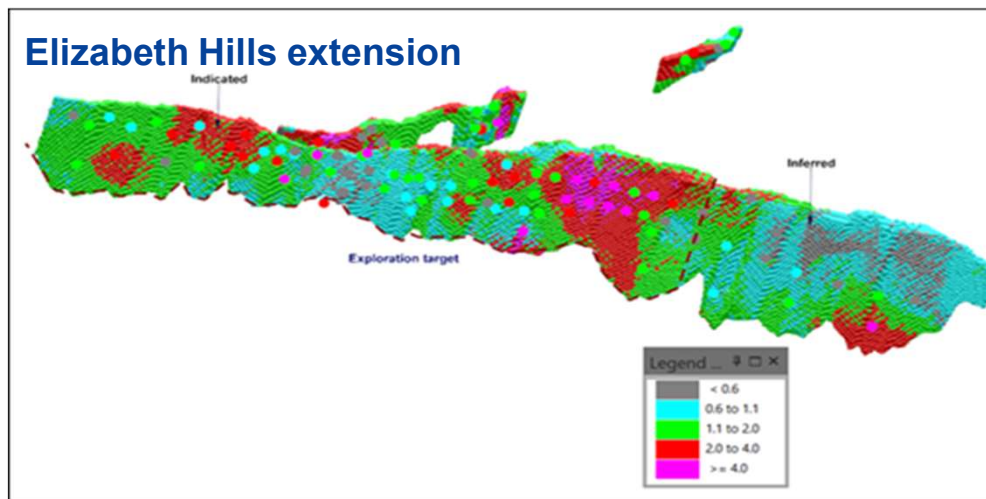 Elizabeth Hills extension
Indicated
Inferred
Exploration target
Legend ...
< 0.6
0.6 to 1.1
1.1 to 2.0
2.0 to 4.0
>= 4.0